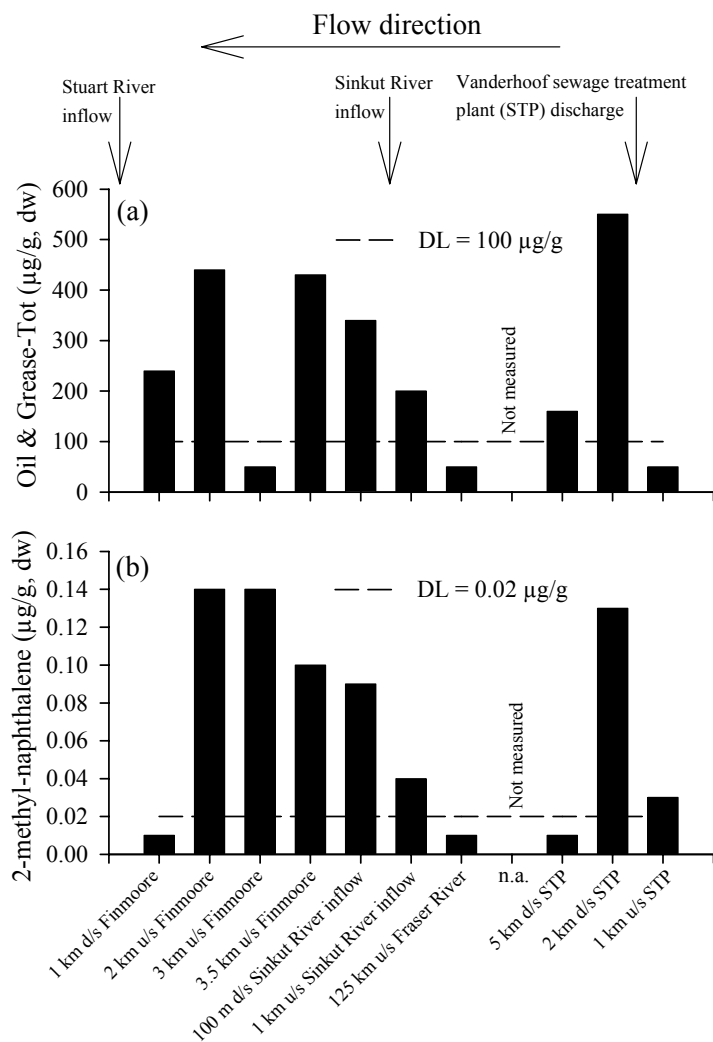 Flow direction
Stuart River
inflow
Sinkut River
inflow
Vanderhoof sewage treatment
plant (STP) discharge
Oil & Grease-Tot (µg/g, dw)
600
500
400
300
200
100
0
(a)
DL = 100 µg/g
Not measured
2-methyl-naphthalene (µg/g, dw)
0.16
0.14
0.12
0.10
0.08
0.06
0.04
0.02
0.00
(b)
DL = 0.02 µg/g
Not measured
1 km d/s Finmoore
2 km u/s Finmoore
3 km u/s Finmoore
3.5 km u/s Finmoore
100 m d/s Sinkut River inflow
1 km u/s Sinkut River inflow
125 km u/s Fraser River
n.a.
5 km d/s STP
2 km d/s STP
1 km u/s STP